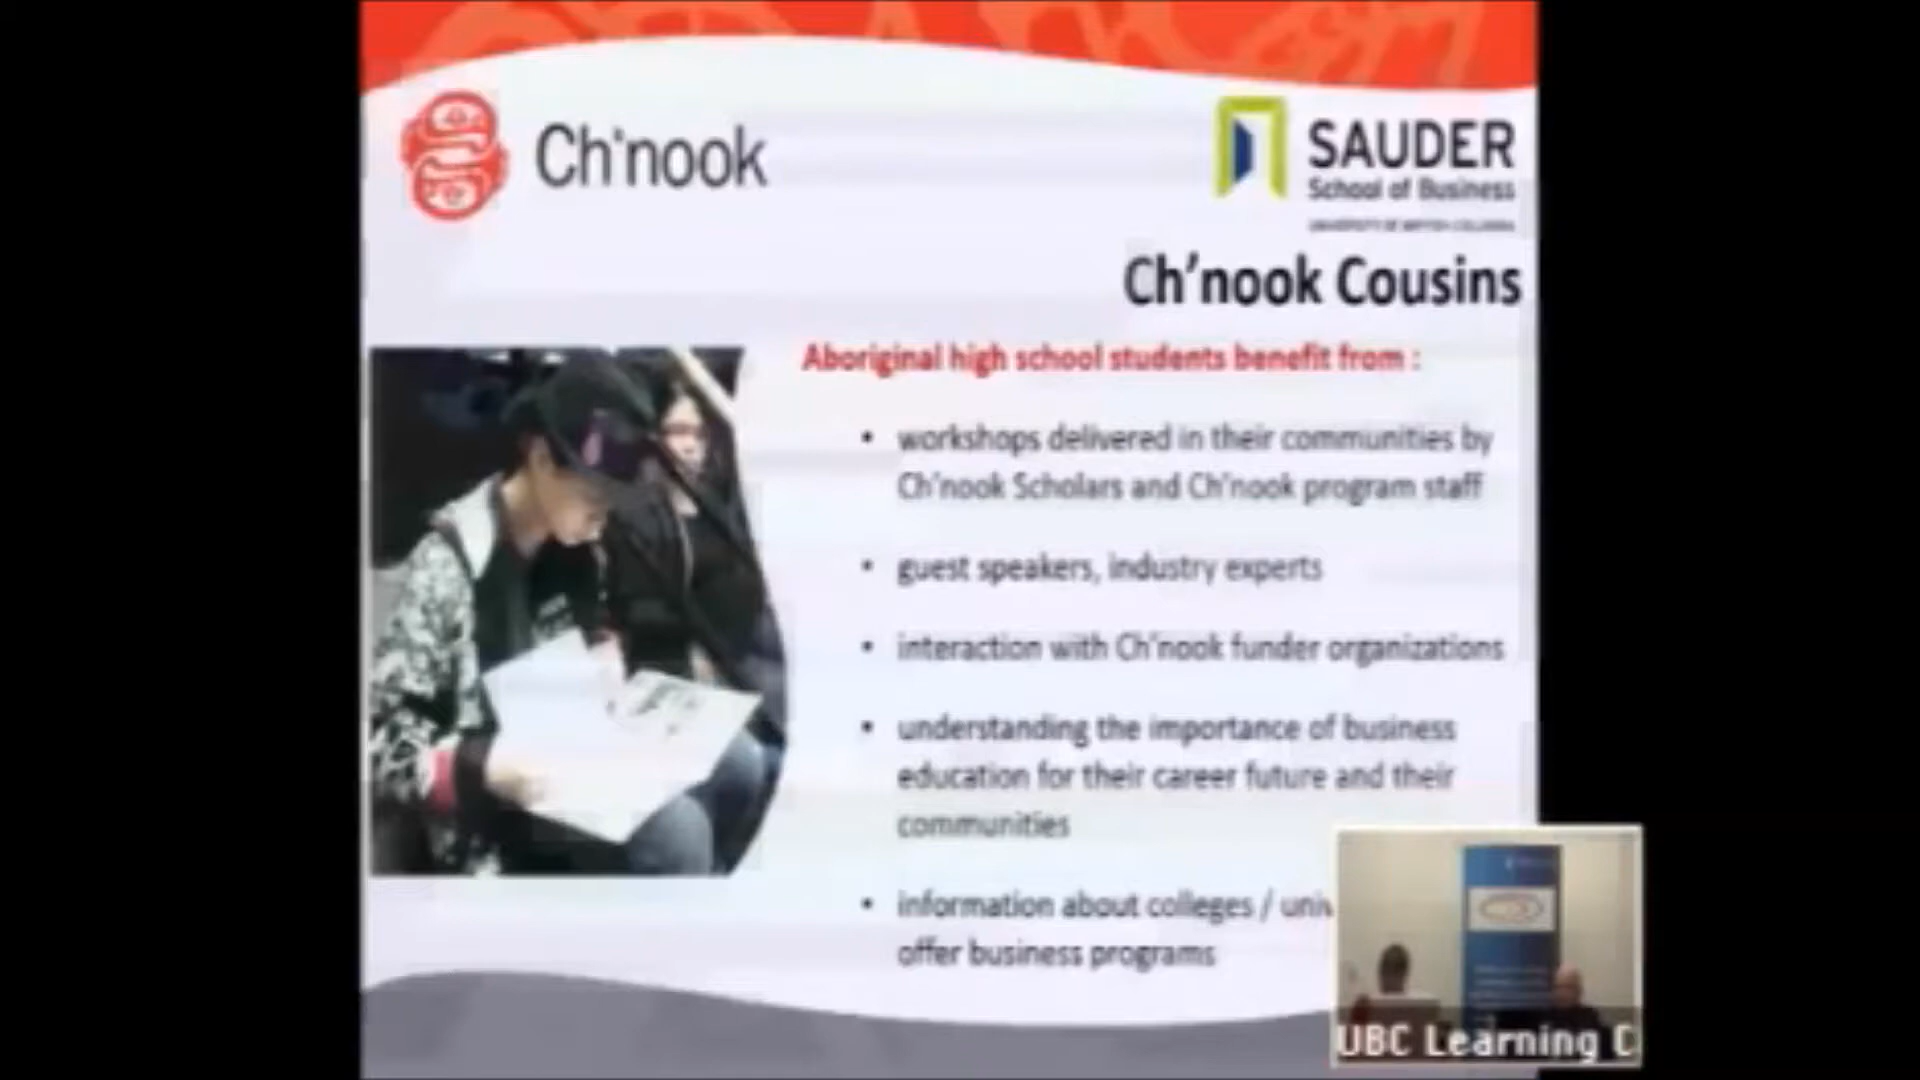 Ch'nook
SAUDER
School of Business
Ch'nook Cousins
Aboriginal high school students benefit from :
• workshops delivered in their communities by
Ch'nook Scholars and Ch'nook program staff
• guest speakers, industry experts
• interaction with Ch'nook funder organizations
• understanding the importance of business
education for their career future and their
communities
• information about colleges / univ
offer business programs
UBC Learning C